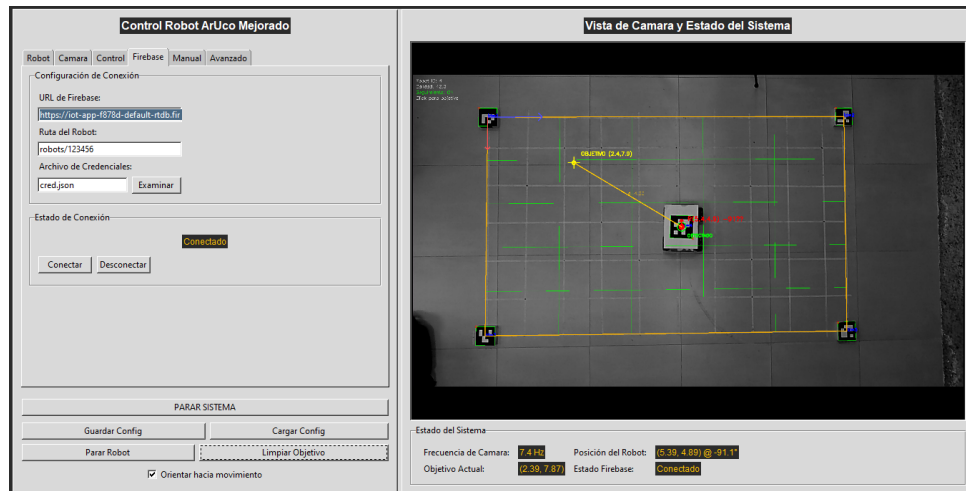 Control Robot ArUco Mejorado
Robot Camara Control Firebase Manual Avanzado
Configuración de Conexión
URL de Firebase:
https://iot-app-f878d-default-rtdb.fir
Ruta del Robot:
robots/123456
Archivo de Credenciales:
cred.json Examinar
Estado de Conexión
Conectado
Conectar Desconectar
PARAR SISTEMA
Guardar Config Cargar Config
Parar Robot Limpiar Objetivo
Orientar hacia movimiento
Vista de Camara y Estado del Sistema
Click para objetivo
OBJETIVO (2.4,7.9)
Estado del Sistema
Frecuencia de Camara: 7.4 Hz Posición del Robot: (5.39, 4.89) @ -91.1°
Objetivo Actual: (2.39, 7.87) Estado Firebase: Conectado